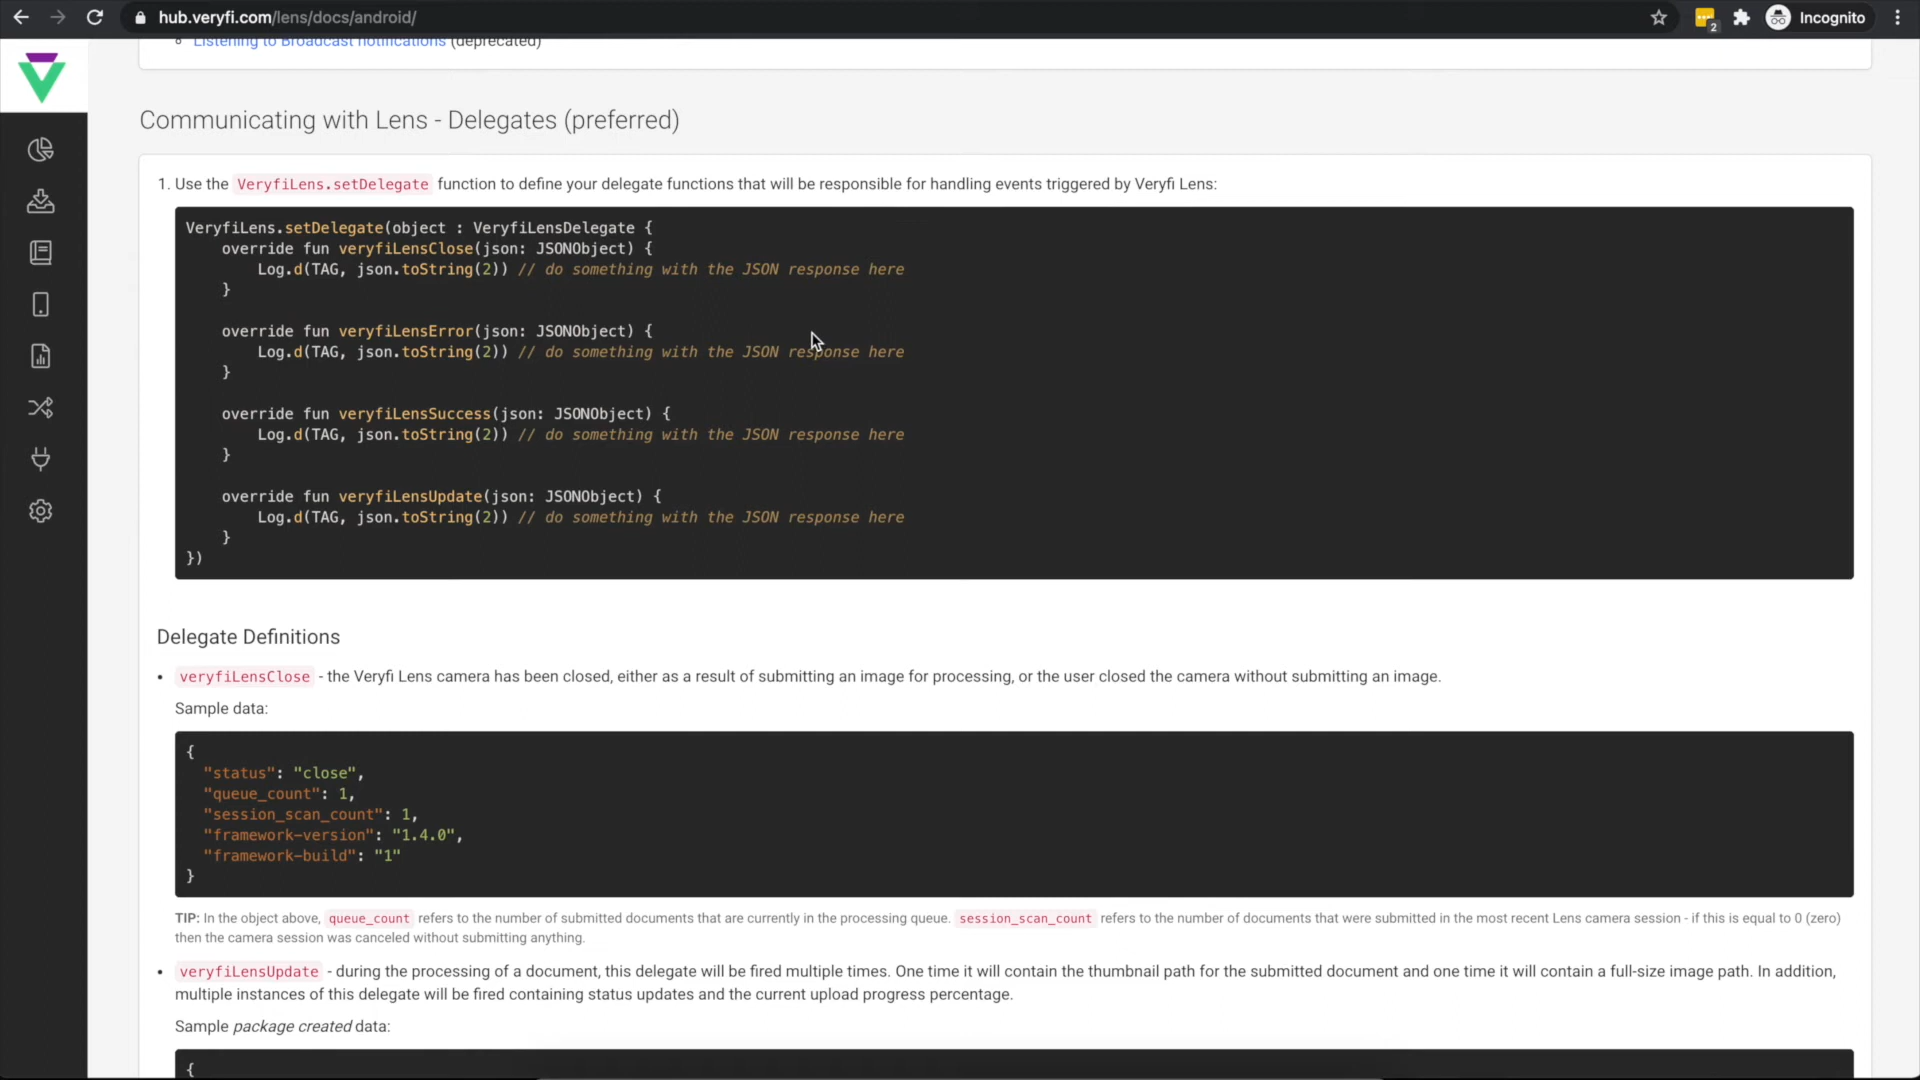 hub.veryfi.com/lens/docs/android/
2
Incognito
Listening to Broadcast notifications (deprecated)
Communicating with Lens - Delegates (preferred)
1. Use the VeryfiLens.setDelegate function to define your delegate functions that will be responsible for handling events triggered by Veryfi Lens:
VeryfiLens.setDelegate(object : VeryfiLensDelegate {
override fun veryfiLensClose(json: JSONObject) {
Log.d(TAG, json.toString(2)) // do something with the JSON response here
}
override fun veryfiLensError(json: JSONObject) {
Log.d(TAG, json.toString(2)) // do something with the JSON response here
}
override fun veryfiLensSuccess(json: JSONObject) {
Log.d(TAG, json.toString(2)) // do something with the JSON response here
}
override fun veryfiLensUpdate(json: JSONObject) {
Log.d(TAG, json.toString(2)) // do something with the JSON response here
}
})
Delegate Definitions
• veryfiLensClose - the Veryfi Lens camera has been closed, either as a result of submitting an image for processing, or the user closed the camera without submitting an image.
Sample data:
{
"status": "close",
"queue_count": 1,
"session_scan_count": 1,
"framework-version": "1.4.0",
"framework-build": "1"
}
TIP: In the object above, queue_count refers to the number of submitted documents that are currently in the processing queue. session_scan_count refers to the number of documents that were submitted in the most recent Lens camera session - if this is equal to 0 (zero)
then the camera session was canceled without submitting anything.
• veryfiLensUpdate - during the processing of a document, this delegate will be fired multiple times. One time it will contain the thumbnail path for the submitted document and one time it will contain a full-size image path. In addition,
multiple instances of this delegate will be fired containing status updates and the current upload progress percentage.
Sample package created data:
{